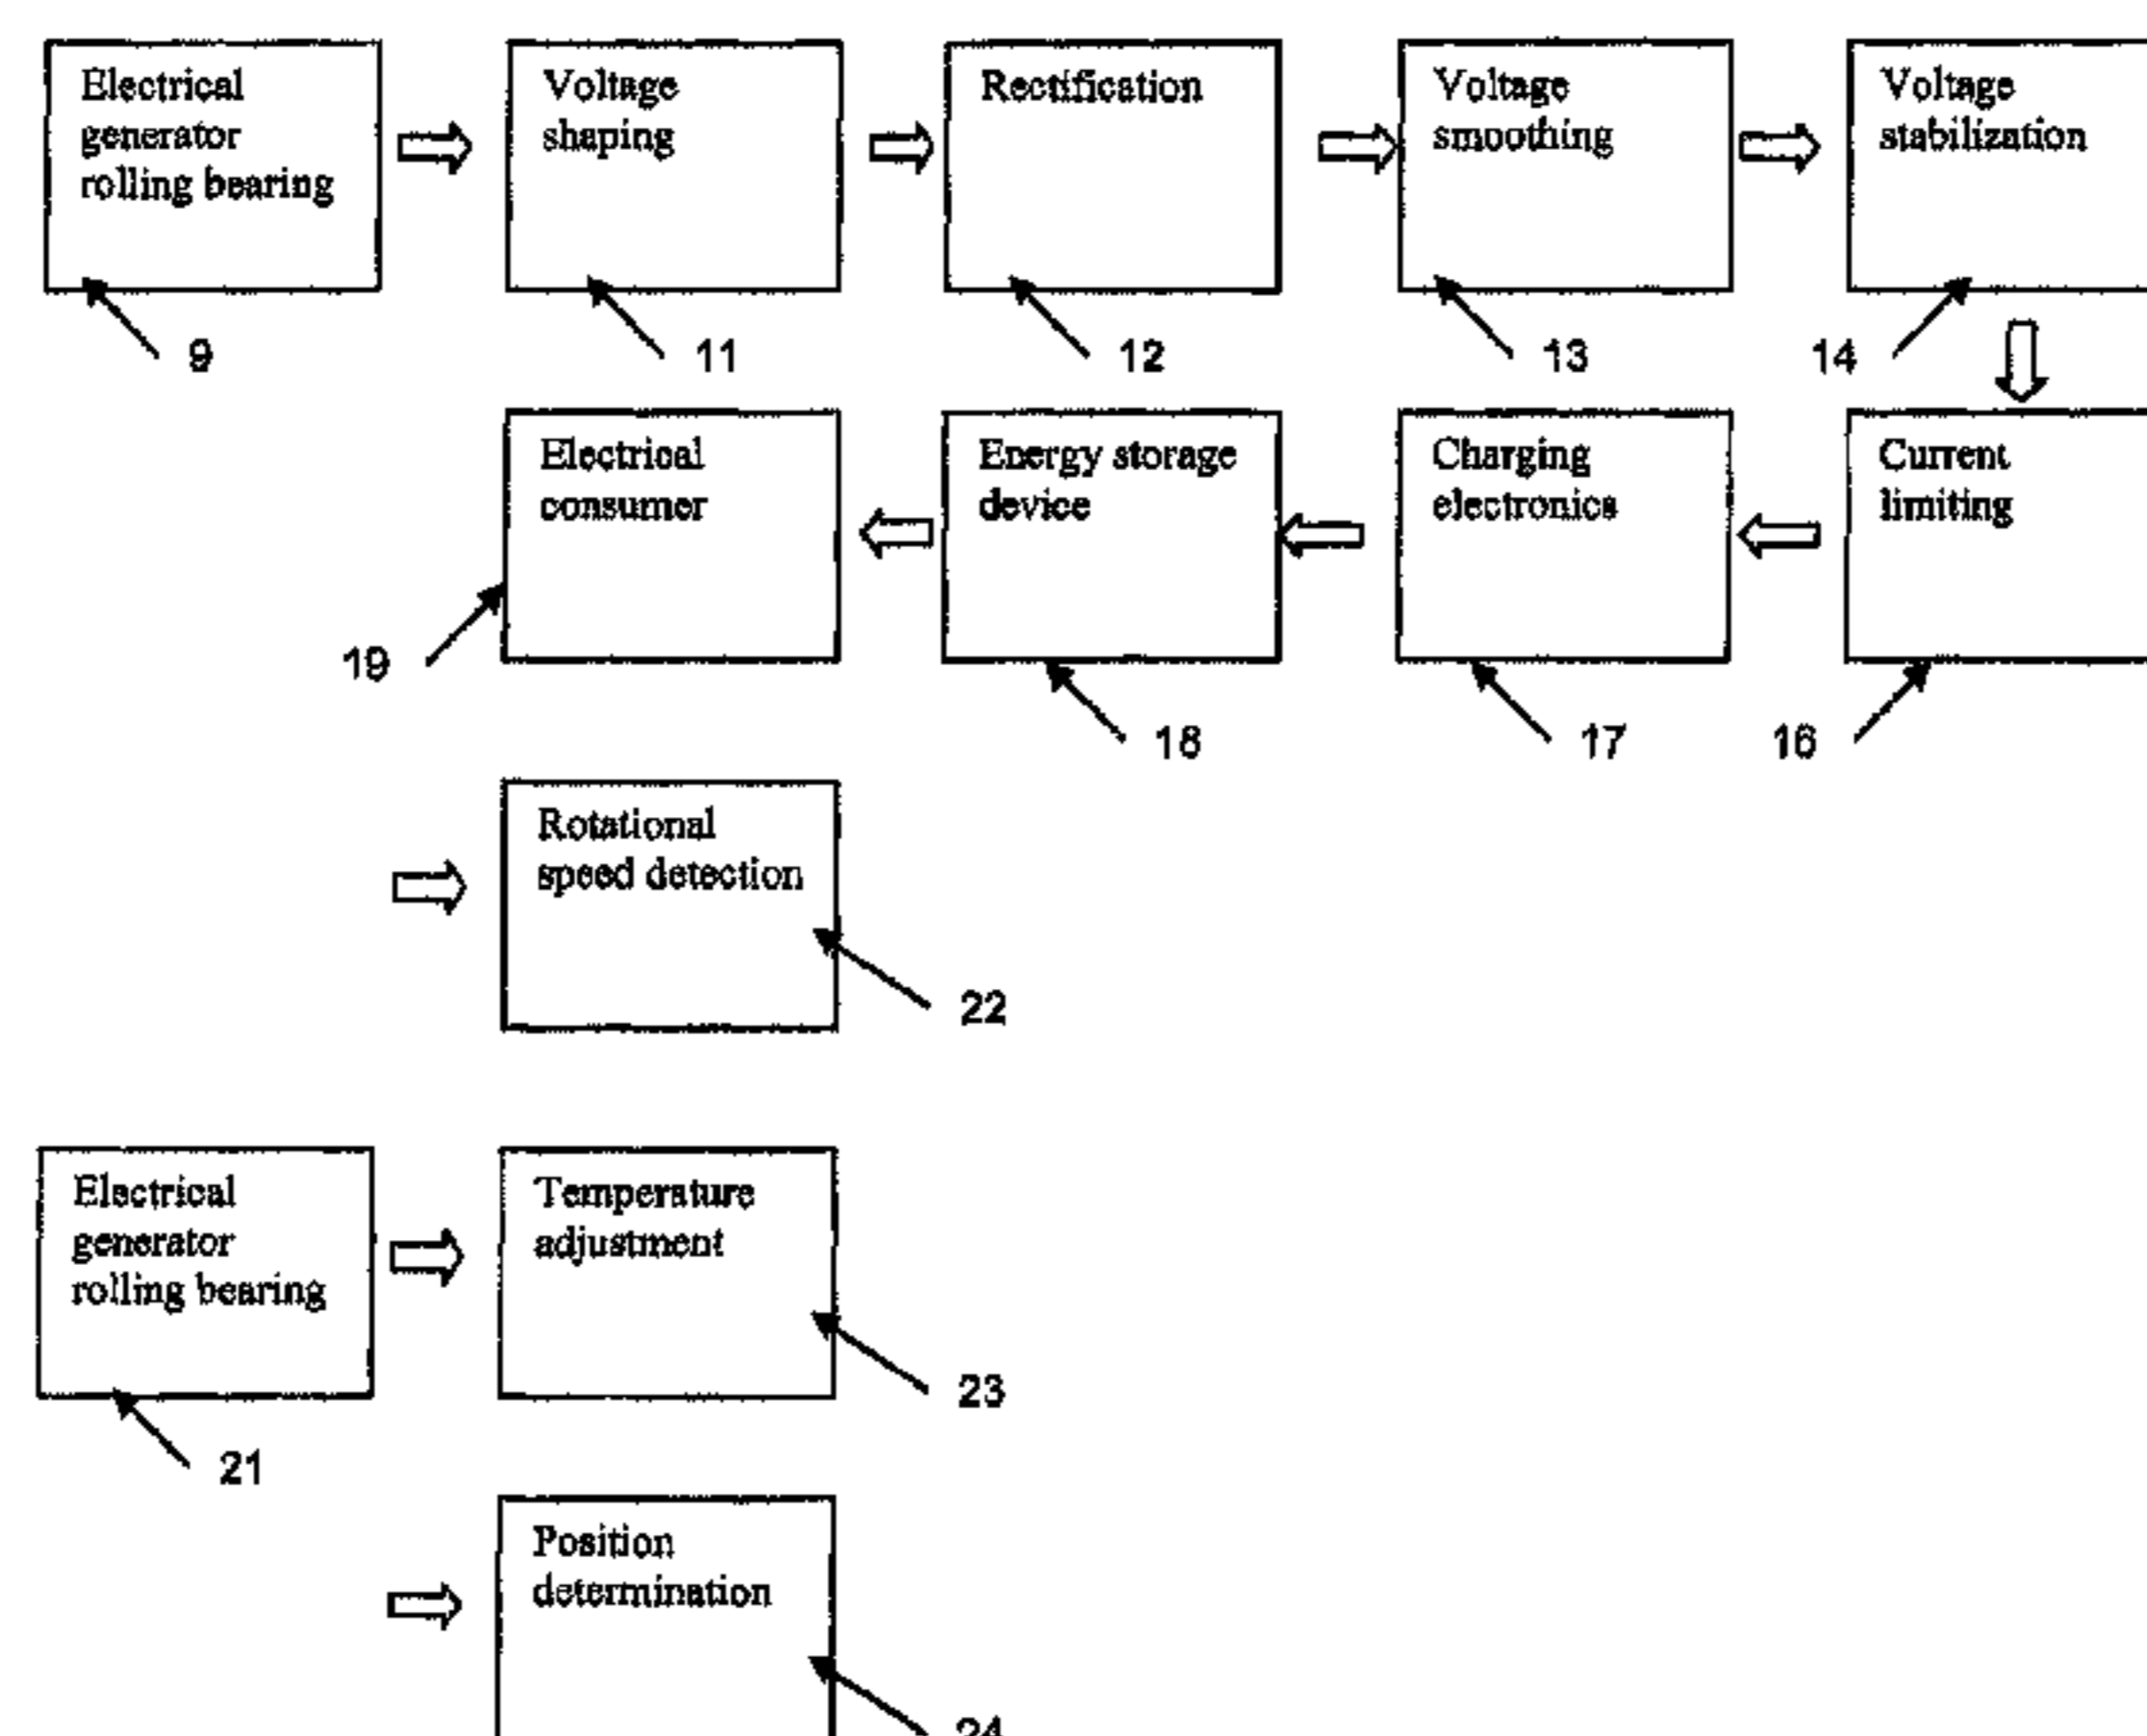 Electrical
generator
rolling bearing
Voltage
shaping
Rectification
Voltage
smoothing
Voltage
stabilization
9
11
12
13
14
Electrical
consumer
Energy storage
device
Charging
electronics
Current
limiting
19
18
17
16
Rotational
speed detection
22
Electrical
generator
rolling bearing
Temperature
adjustment
23
21
Position
determination
24